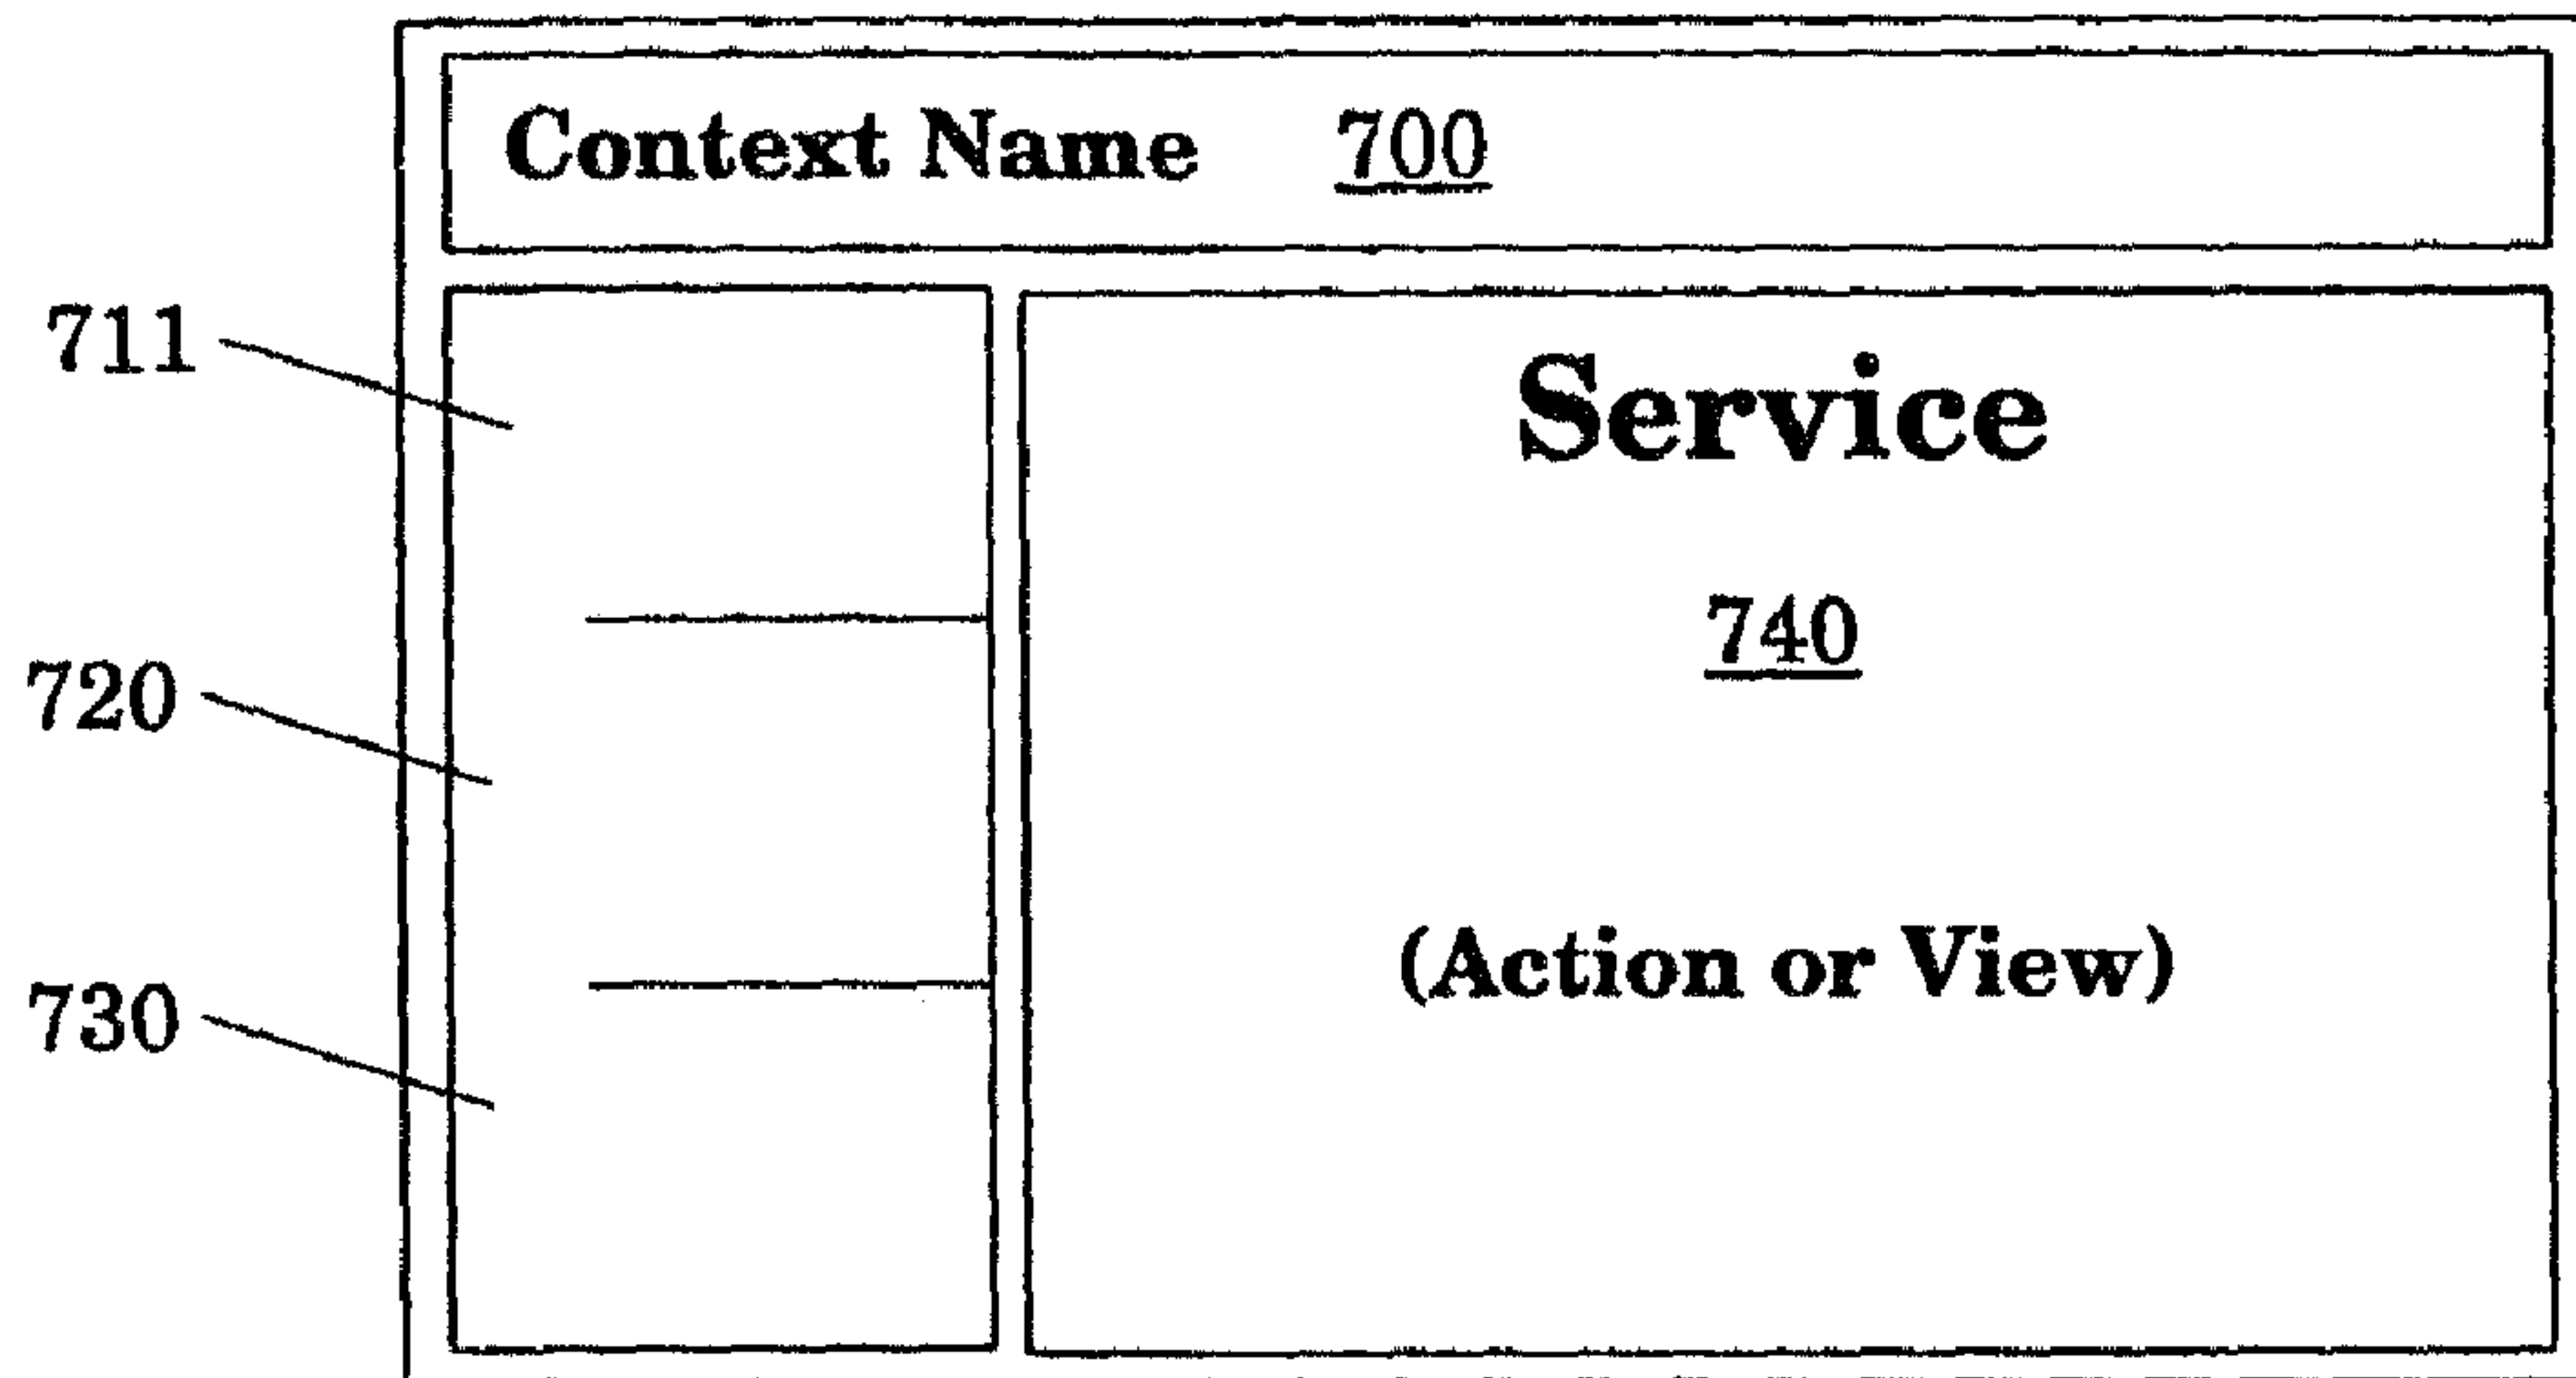 Context Name 700
711
Service
740
720
(Action or View)
730